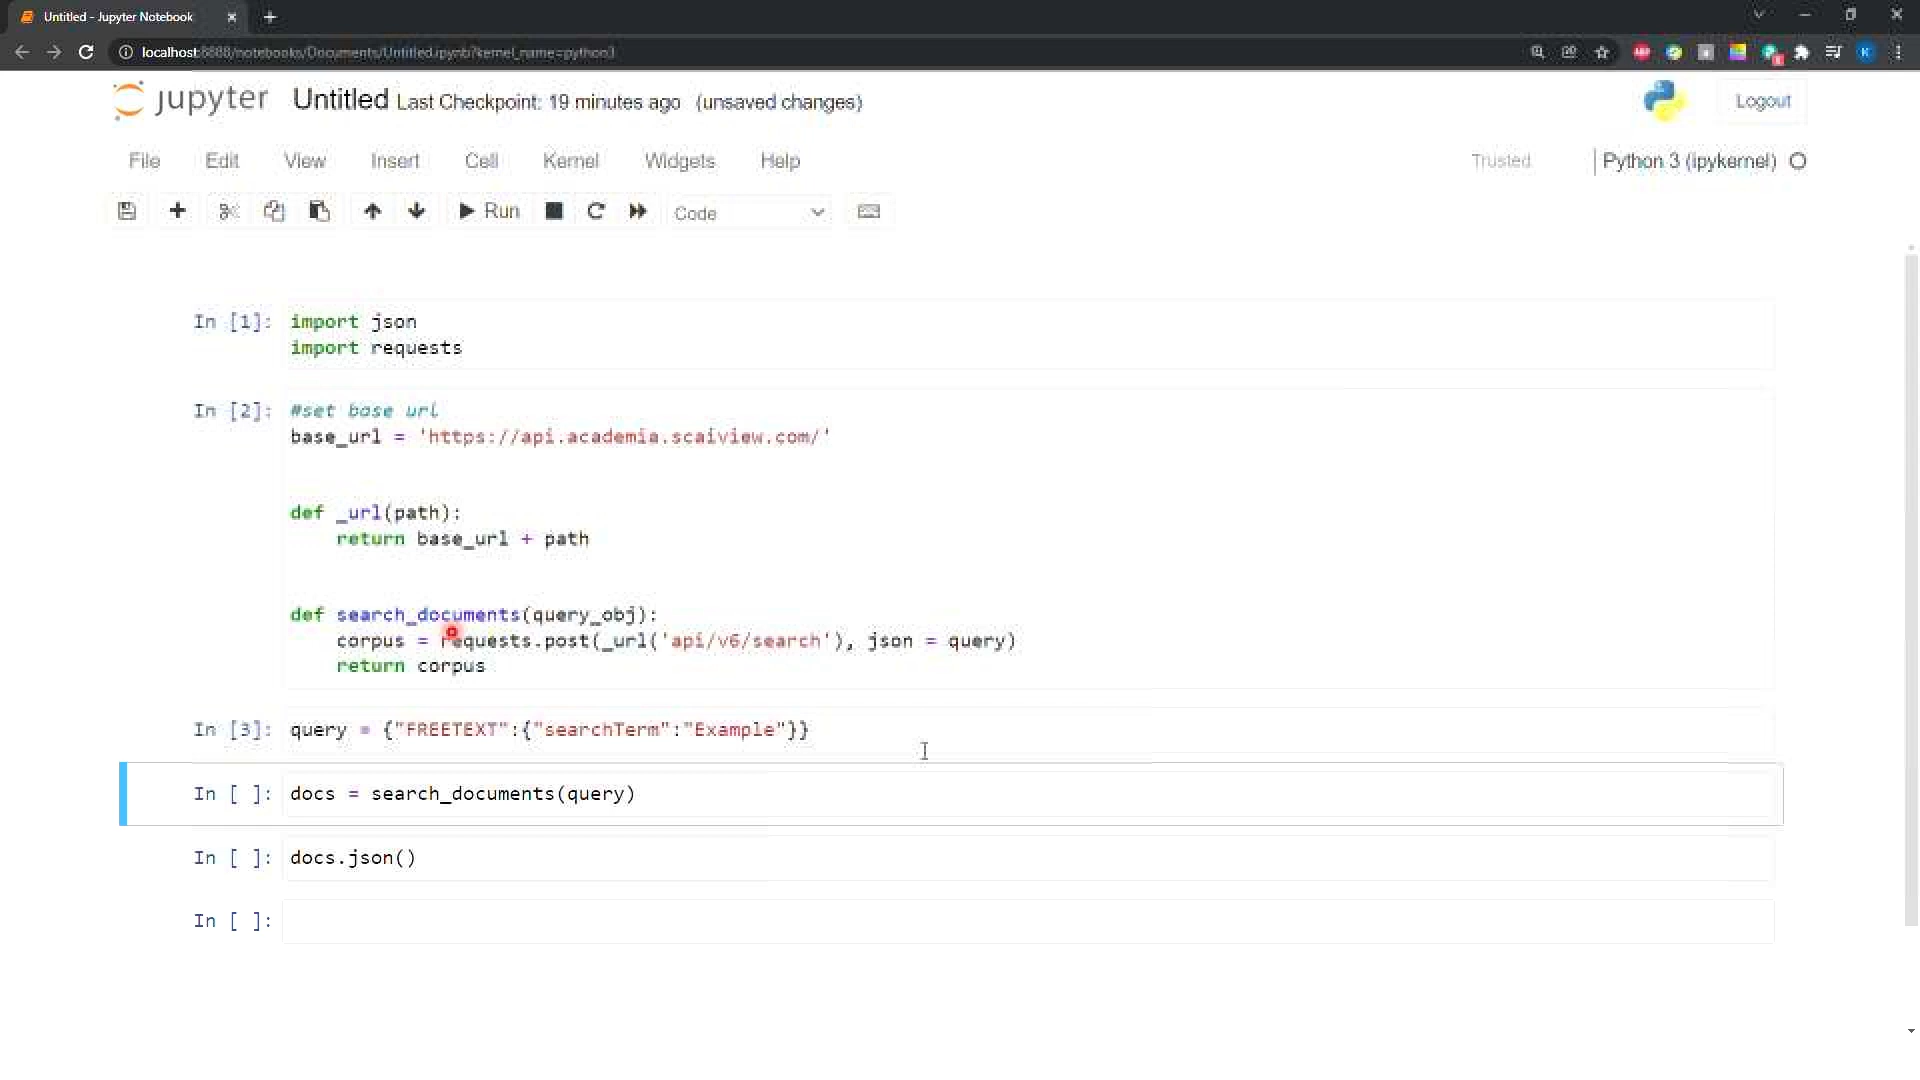 Untitled - Jupyter Notebook
localhost:8888/notebooks/Documents/Untitled.ipynb?kernel_name=python3
jupyter Untitled Last Checkpoint: 19 minutes ago (unsaved changes)
Logout
File Edit View Insert Cell Kernel Widgets Help
Trusted
Python 3 (ipykernel)
Run
Code
In [1]: import json
import requests
In [2]: #set base url
base_url = 'https://api.academia.scaiview.com/'
def _url(path):
return base_url + path
def search_documents(query_obj):
corpus = requests.post(_url('api/v6/search'), json = query)
return corpus
In [3]: query = {"FREETEXT":{"searchTerm":"Example"}}
In [ ]: docs = search_documents(query)
In [ ]: docs.json()
In [ ]: